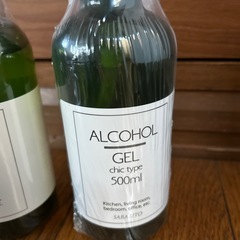 ALCOHOL
GEL
chic type
500ml
Kitchen, living room,
bedroom, office, etc